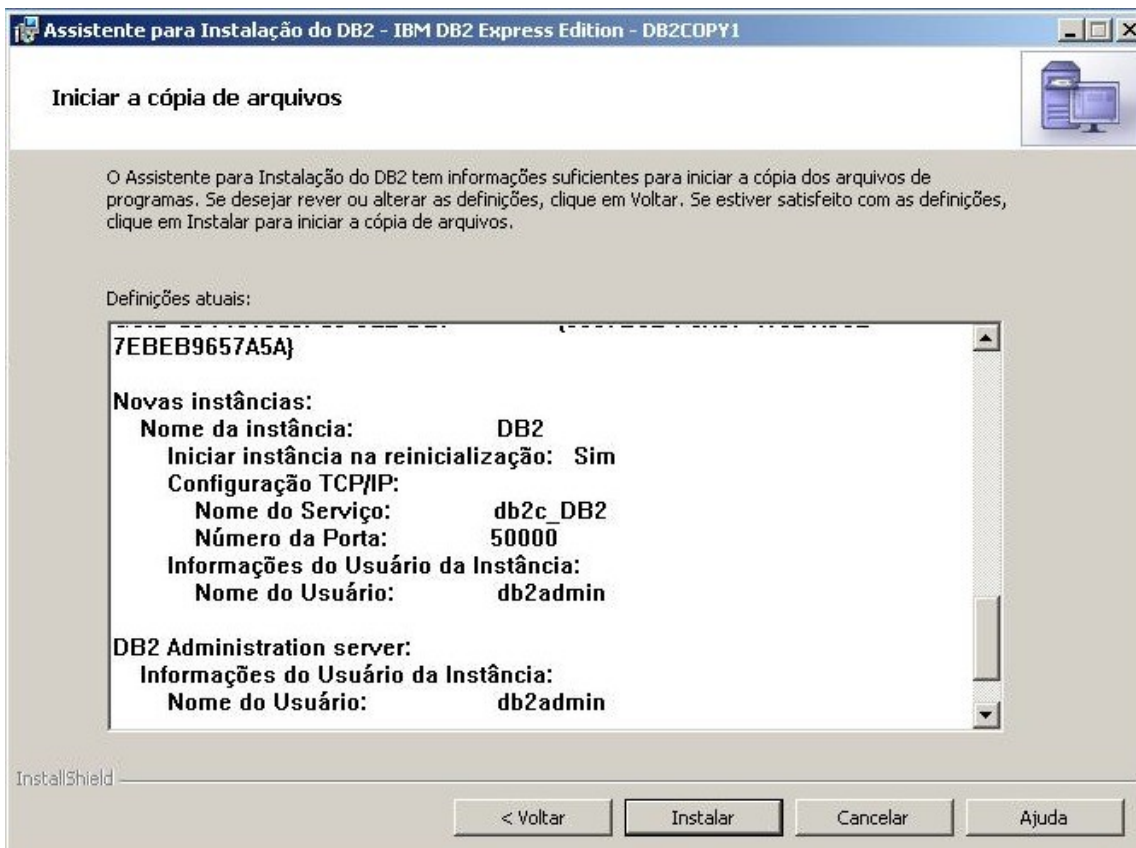 Assistente para Instalação do DB2 - IBM DB2 Express Edition - DB2COPY1
Iniciar a cópia de arquivos
O Assistente para Instalação do DB2 tem informações suficientes para iniciar a cópia dos arquivos de
programas. Se desejar rever ou alterar as definições, clique em Voltar. Se estiver satisfeito com as definições,
clique em Instalar para iniciar a cópia de arquivos.
Definições atuais:
7EBEB9657A5A}
Novas instâncias:
Nome da instância: DB2
Iniciar instância na reinicialização: Sim
Configuração TCP/IP:
Nome do Serviço: db2c_DB2
Número da Porta: 50000
Informações do Usuário da Instância:
Nome do Usuário: db2admin
DB2 Administration server:
Informações do Usuário da Instância:
Nome do Usuário: db2admin
InstallShield
< Voltar Instalar Cancelar Ajuda